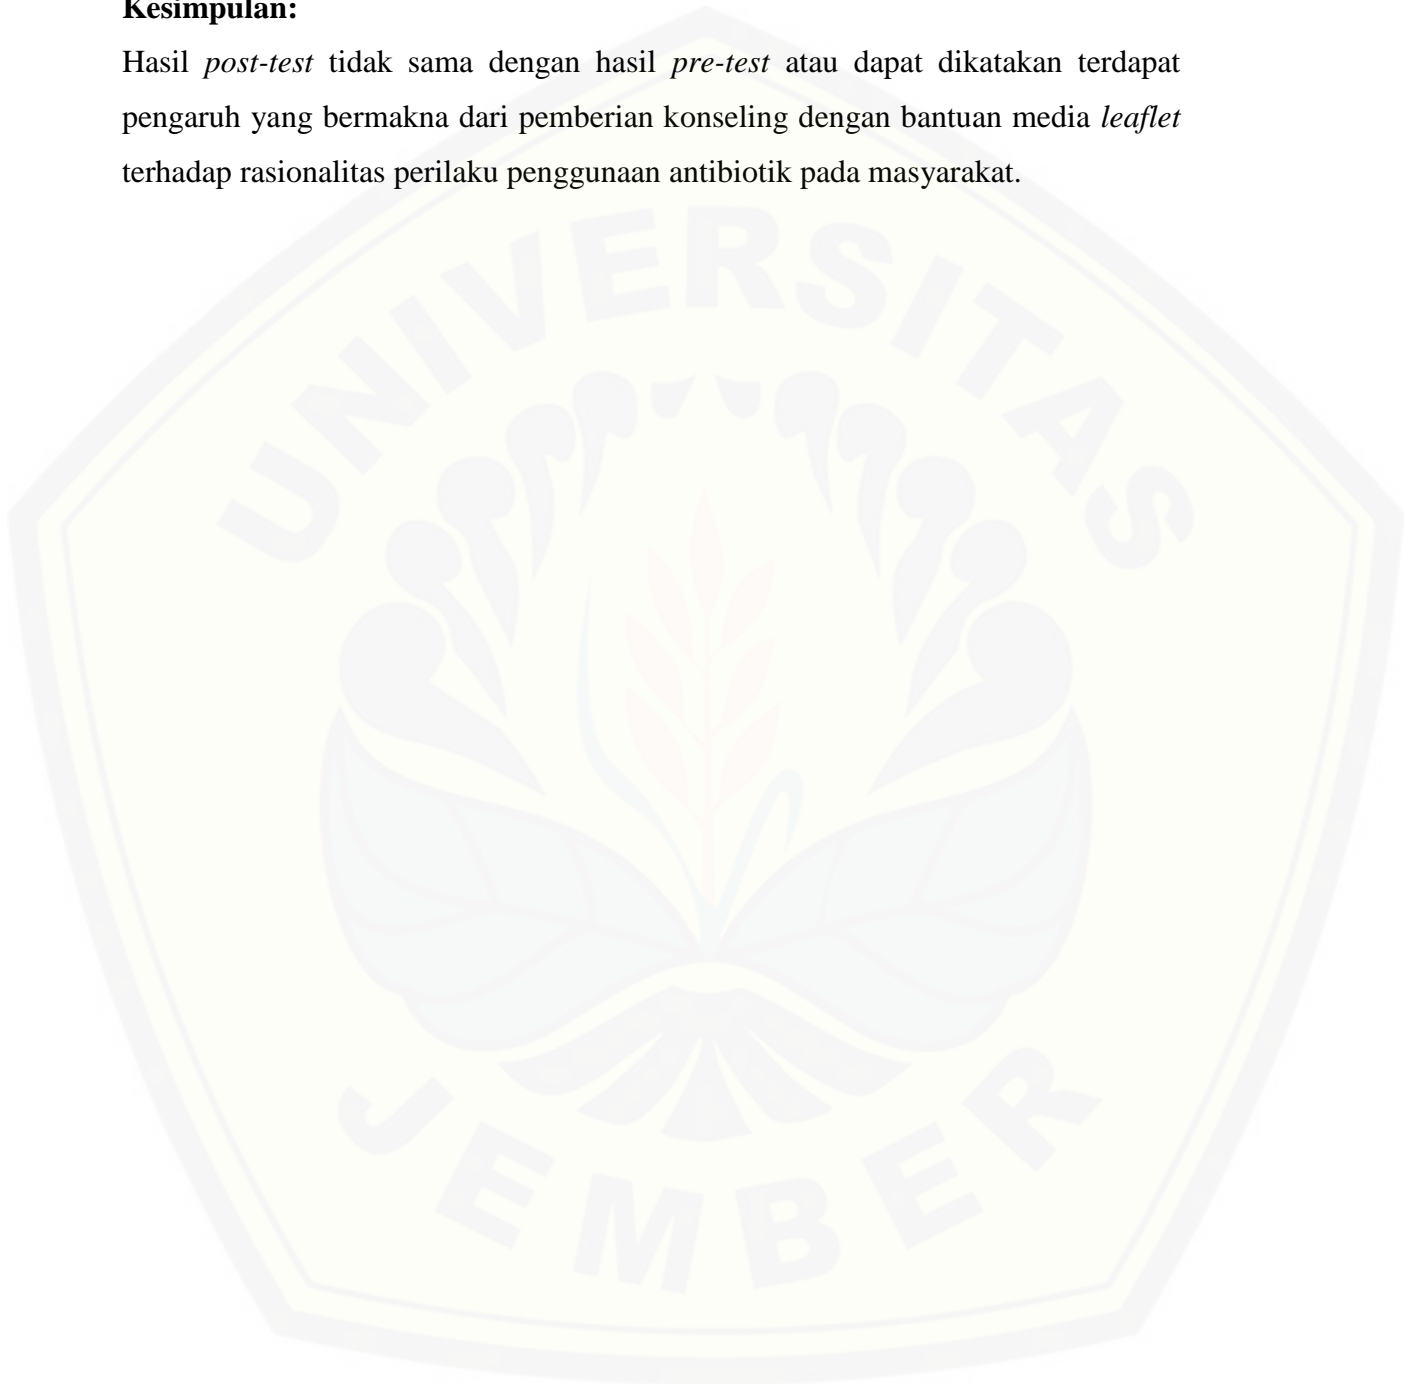 Kesimpulan:
Hasil post-test tidak sama dengan hasil pre-test atau dapat dikatakan terdapat
pengaruh yang bermakna dari pemberian konseling dengan bantuan media leaflet
terhadap rasionalitas perilaku penggunaan antibiotik pada masyarakat.
UNIVERSITAS
JEMBER